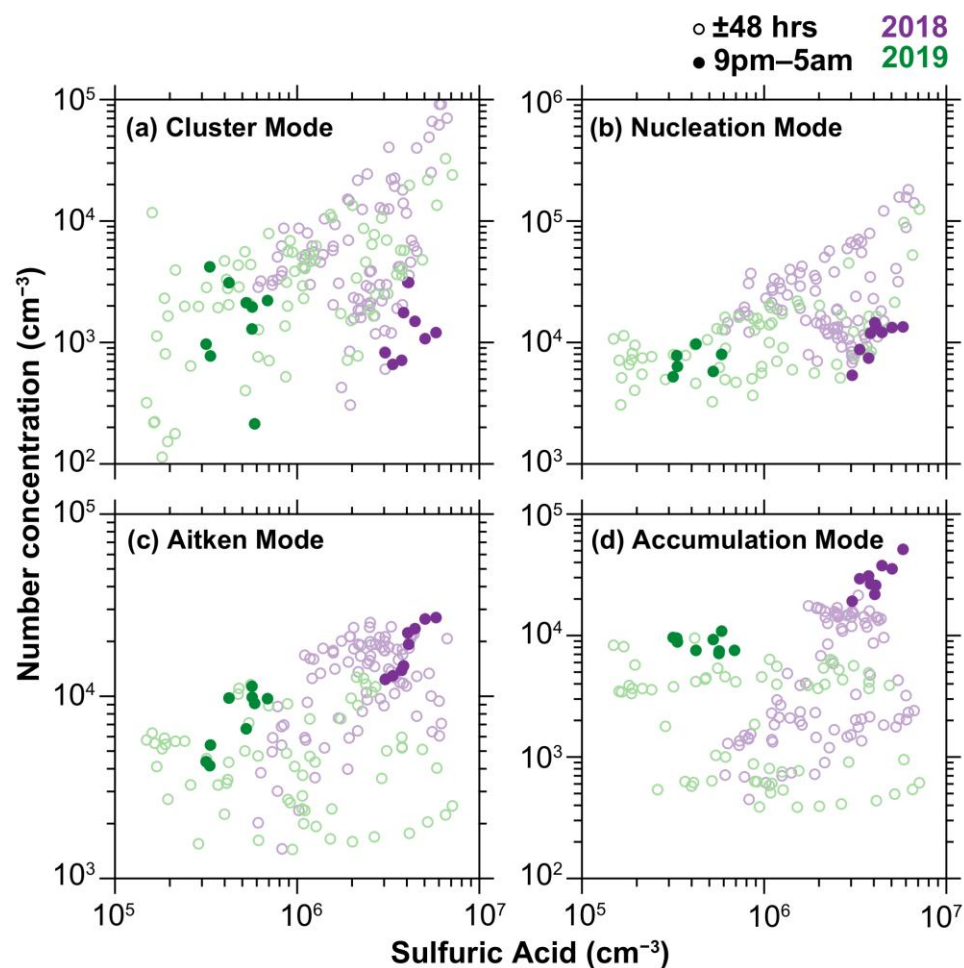 ○ ±48 hrs 2018
● 9pm–5am 2019
(a) Cluster Mode
(b) Nucleation Mode
(c) Aitken Mode
(d) Accumulation Mode
Number concentration (cm⁻³)
10⁵
10⁴
10³
10²
10⁶
10⁵
10⁴
10³
10⁵
10⁴
10³
10⁵
10⁴
10³
10²
10⁵ 10⁶ 10⁷
10⁵ 10⁶ 10⁷
Sulfuric Acid (cm⁻³)